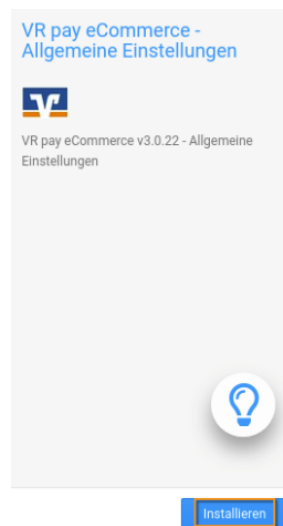 VR pay eCommerce -
Allgemeine Einstellungen
VR pay eCommerce v3.0.22 - Allgemeine
Einstellungen
Installieren